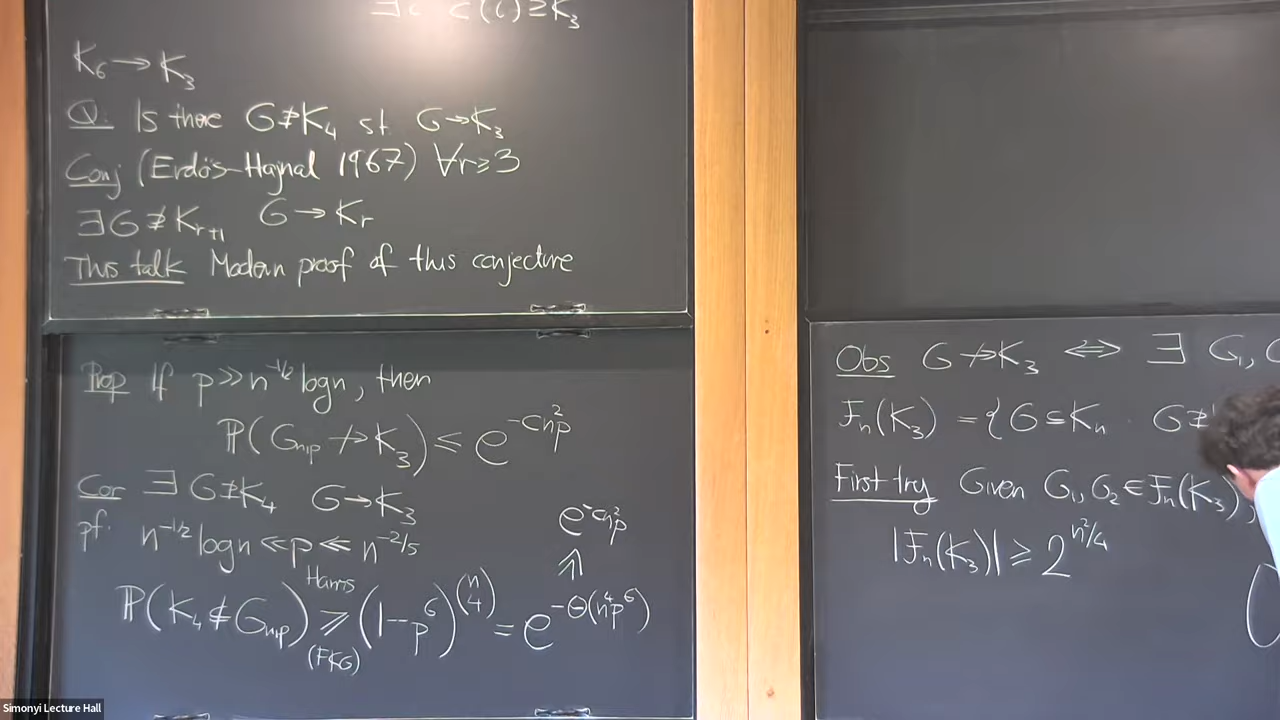 K₆ → K₃
Q. Is there G ⊉ K₄ st G → K₃
Conj (Erdős–Hajnal 1967) ∀r ≥ 3
∃G ⊉ K_{r+1} G → K_r
This talk Modern proof of this conjecture
Prop If p ≫ n^{-1/2} log n, then
ℙ(G_{n,p} ↛ K₃) ≤ e^{-cn²p}
Cor ∃ G ⊉ K₄ G → K₃
pf. n^{-1/2} log n ≪ p ≪ n^{-2/5}
e^{-cn²p}
⇑
Harris
ℙ(K₄ ⊄ G_{n,p}) ≥ (1-p⁶)^{\binom{n}{4}} = e^{-Θ(n⁴p⁶)}
(FKG)
Obs G ↛ K₃ ⟺ ∃ G₁,
F_n(K₃) = {G ⊆ K_n . G ⊉
First try Given G₁, G₂ ∈ F_n(K₃),
|F_n(K₃)| ≥ 2^{n²/4}
Simonyi Lecture Hall